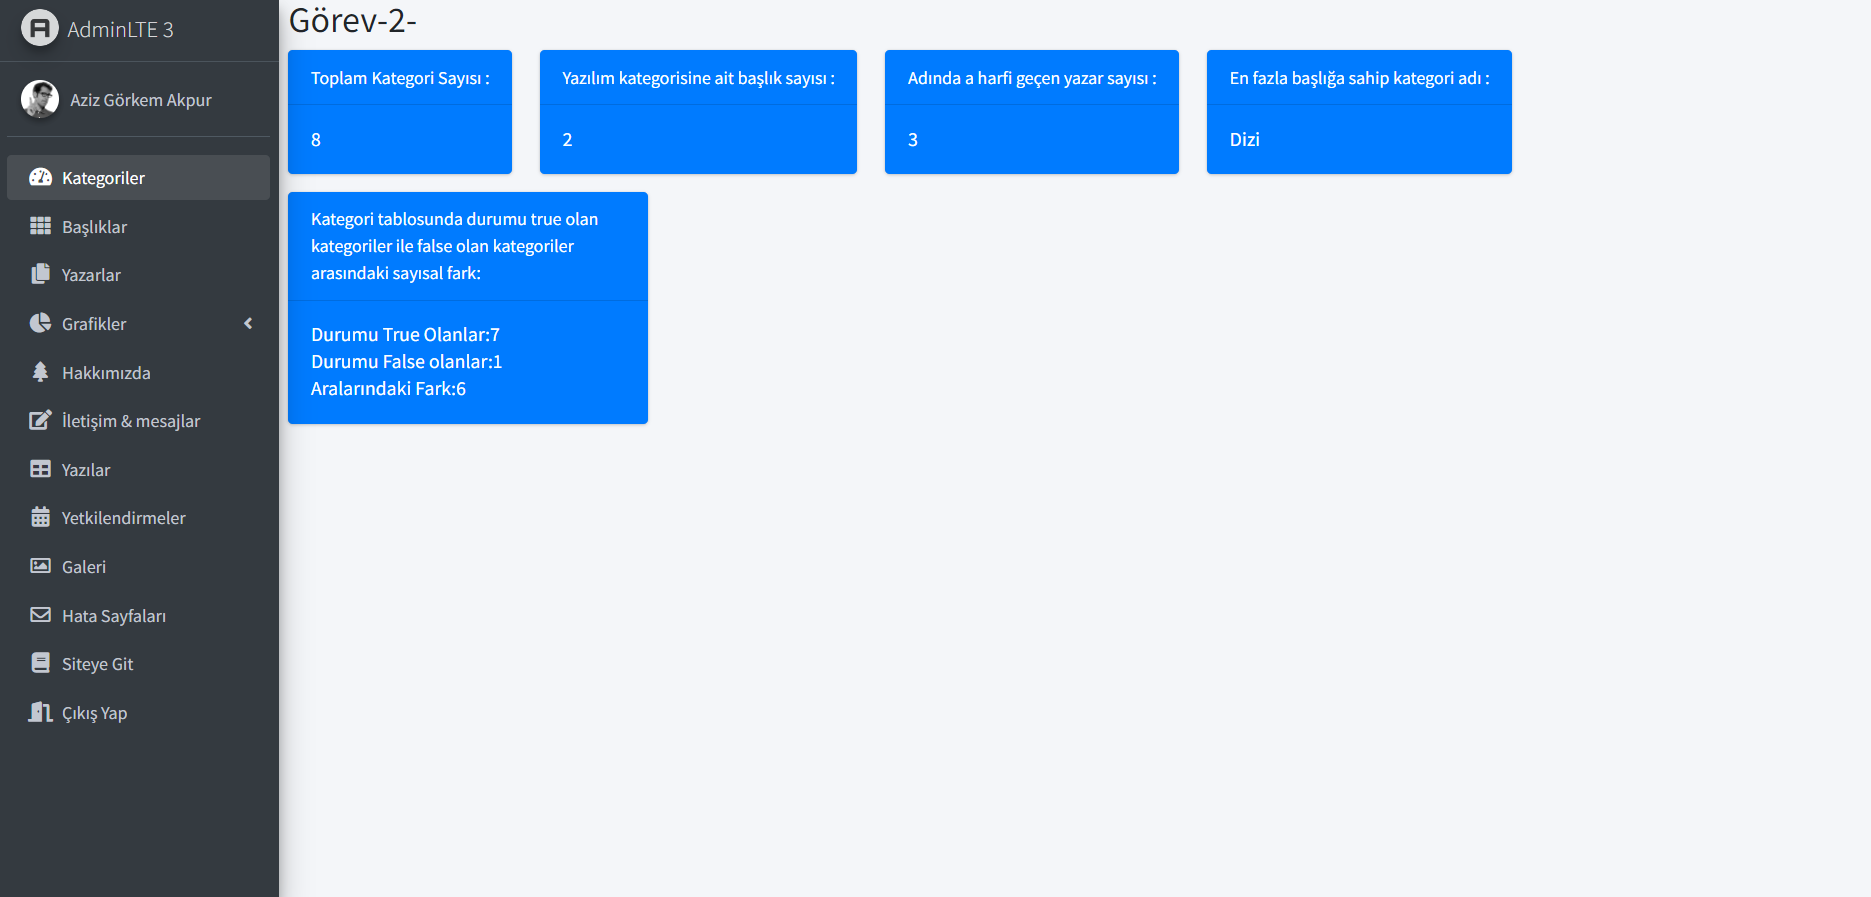 AdminLTE 3
Aziz Görkem Akpur
Kategoriler
Başlıklar
Yazarlar
Grafikler
Hakkımızda
İletişim & mesajlar
Yazılar
Yetkilendirmeler
Galeri
Hata Sayfaları
Siteye Git
Çıkış Yap
Görev-2-
Toplam Kategori Sayısı :
8
Yazılım kategorisine ait başlık sayısı :
2
Adında a harfi geçen yazar sayısı :
3
En fazla başlığa sahip kategori adı :
Dizi
Kategori tablosunda durumu true olan
kategoriler ile false olan kategoriler
arasındaki sayısal fark:
Durumu True Olanlar:7
Durumu False olanlar:1
Aralarındaki Fark:6